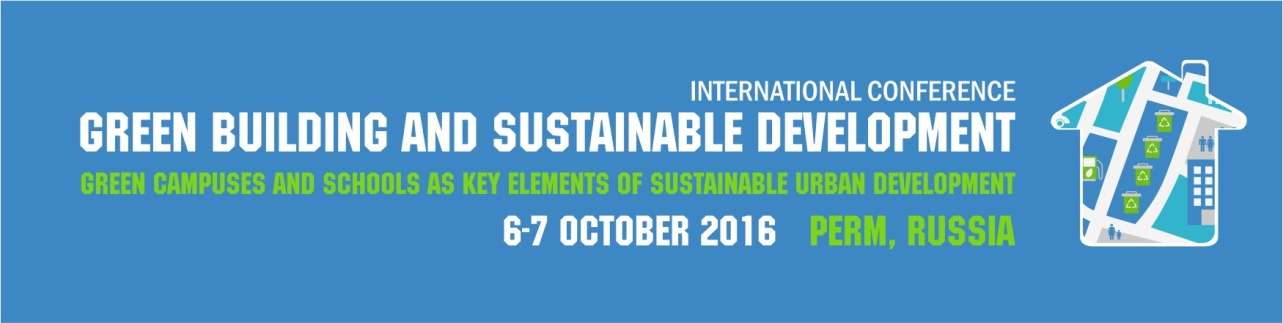 INTERNATIONAL CONFERENCE
GREEN BUILDING AND SUSTAINABLE DEVELOPMENT
GREEN CAMPUSES AND SCHOOLS AS KEY ELEMENTS OF SUSTAINABLE URBAN DEVELOPMENT
6-7 OCTOBER 2016 PERM, RUSSIA